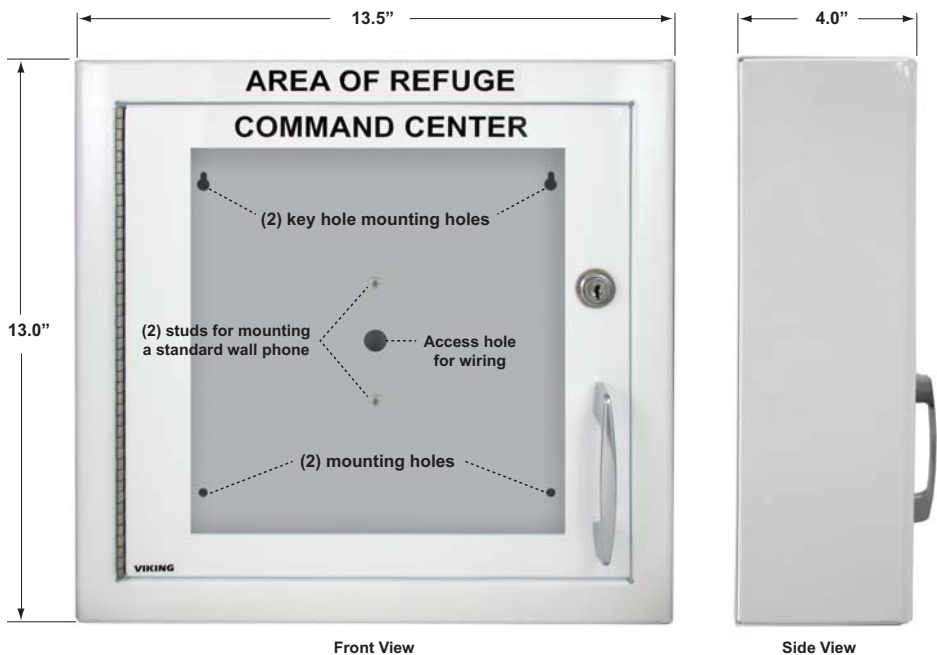 13.5”
4.0”
AREA OF REFUGE
COMMAND CENTER
(2) key hole mounting holes
13.0”
(2) studs for mounting
a standard wall phone
Access hole
for wiring
(2) mounting holes
VIKING
Front View
Side View